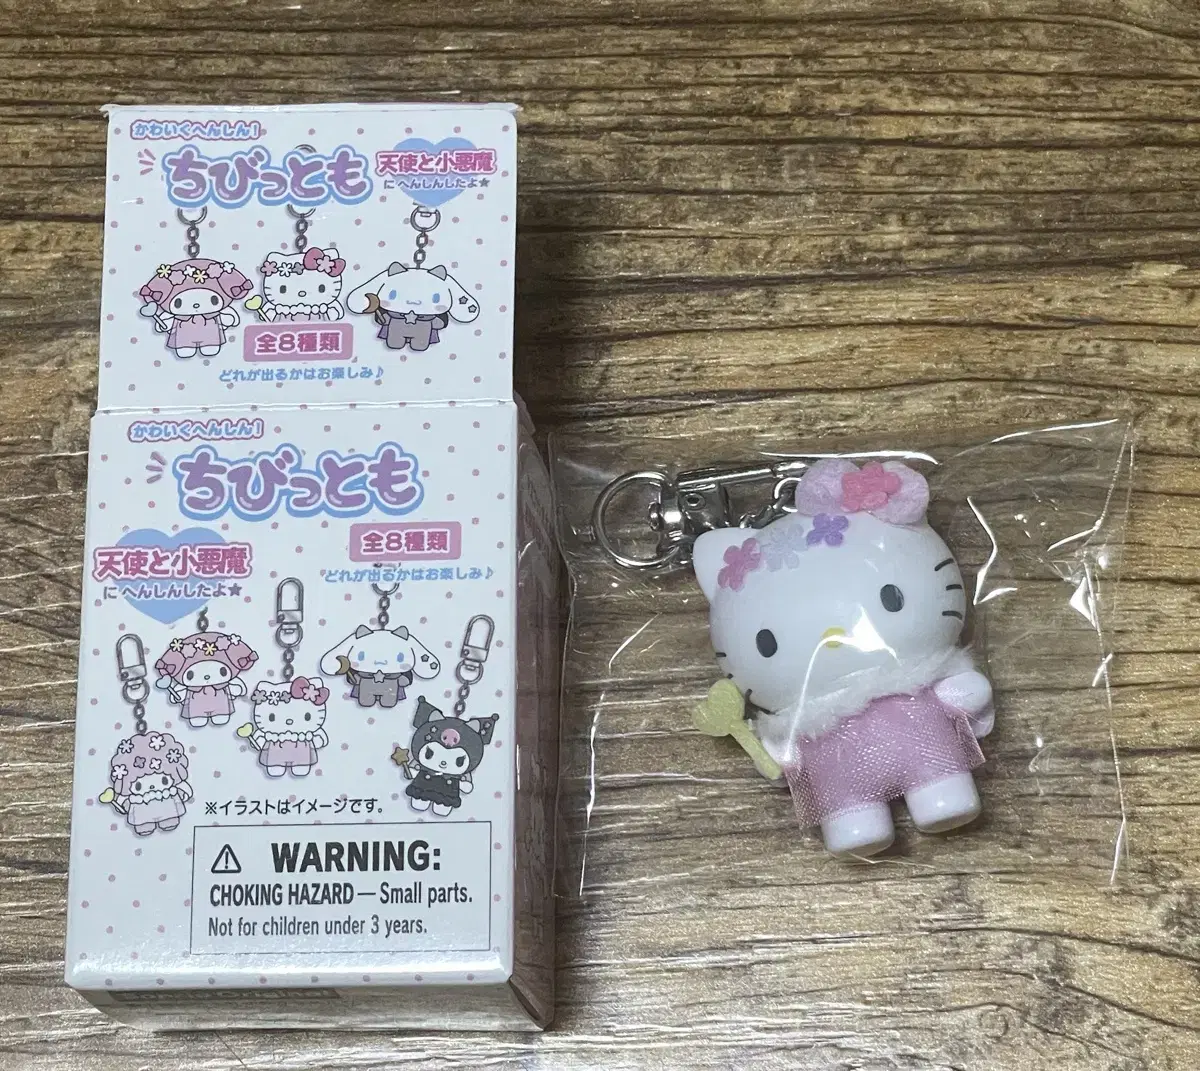 かわいくへんしん!
ちびっとも
天使と小悪魔
にへんしんしたよ★
全8種類
どれが出るかはお楽しみ♪
かわいくへんしん!
ちびっとも
天使と小悪魔
にへんしんしたよ★
全8種類
どれが出るかはお楽しみ♪
※イラストはイメージです。
⚠ WARNING:
CHOKING HAZARD — Small parts.
Not for children under 3 years.